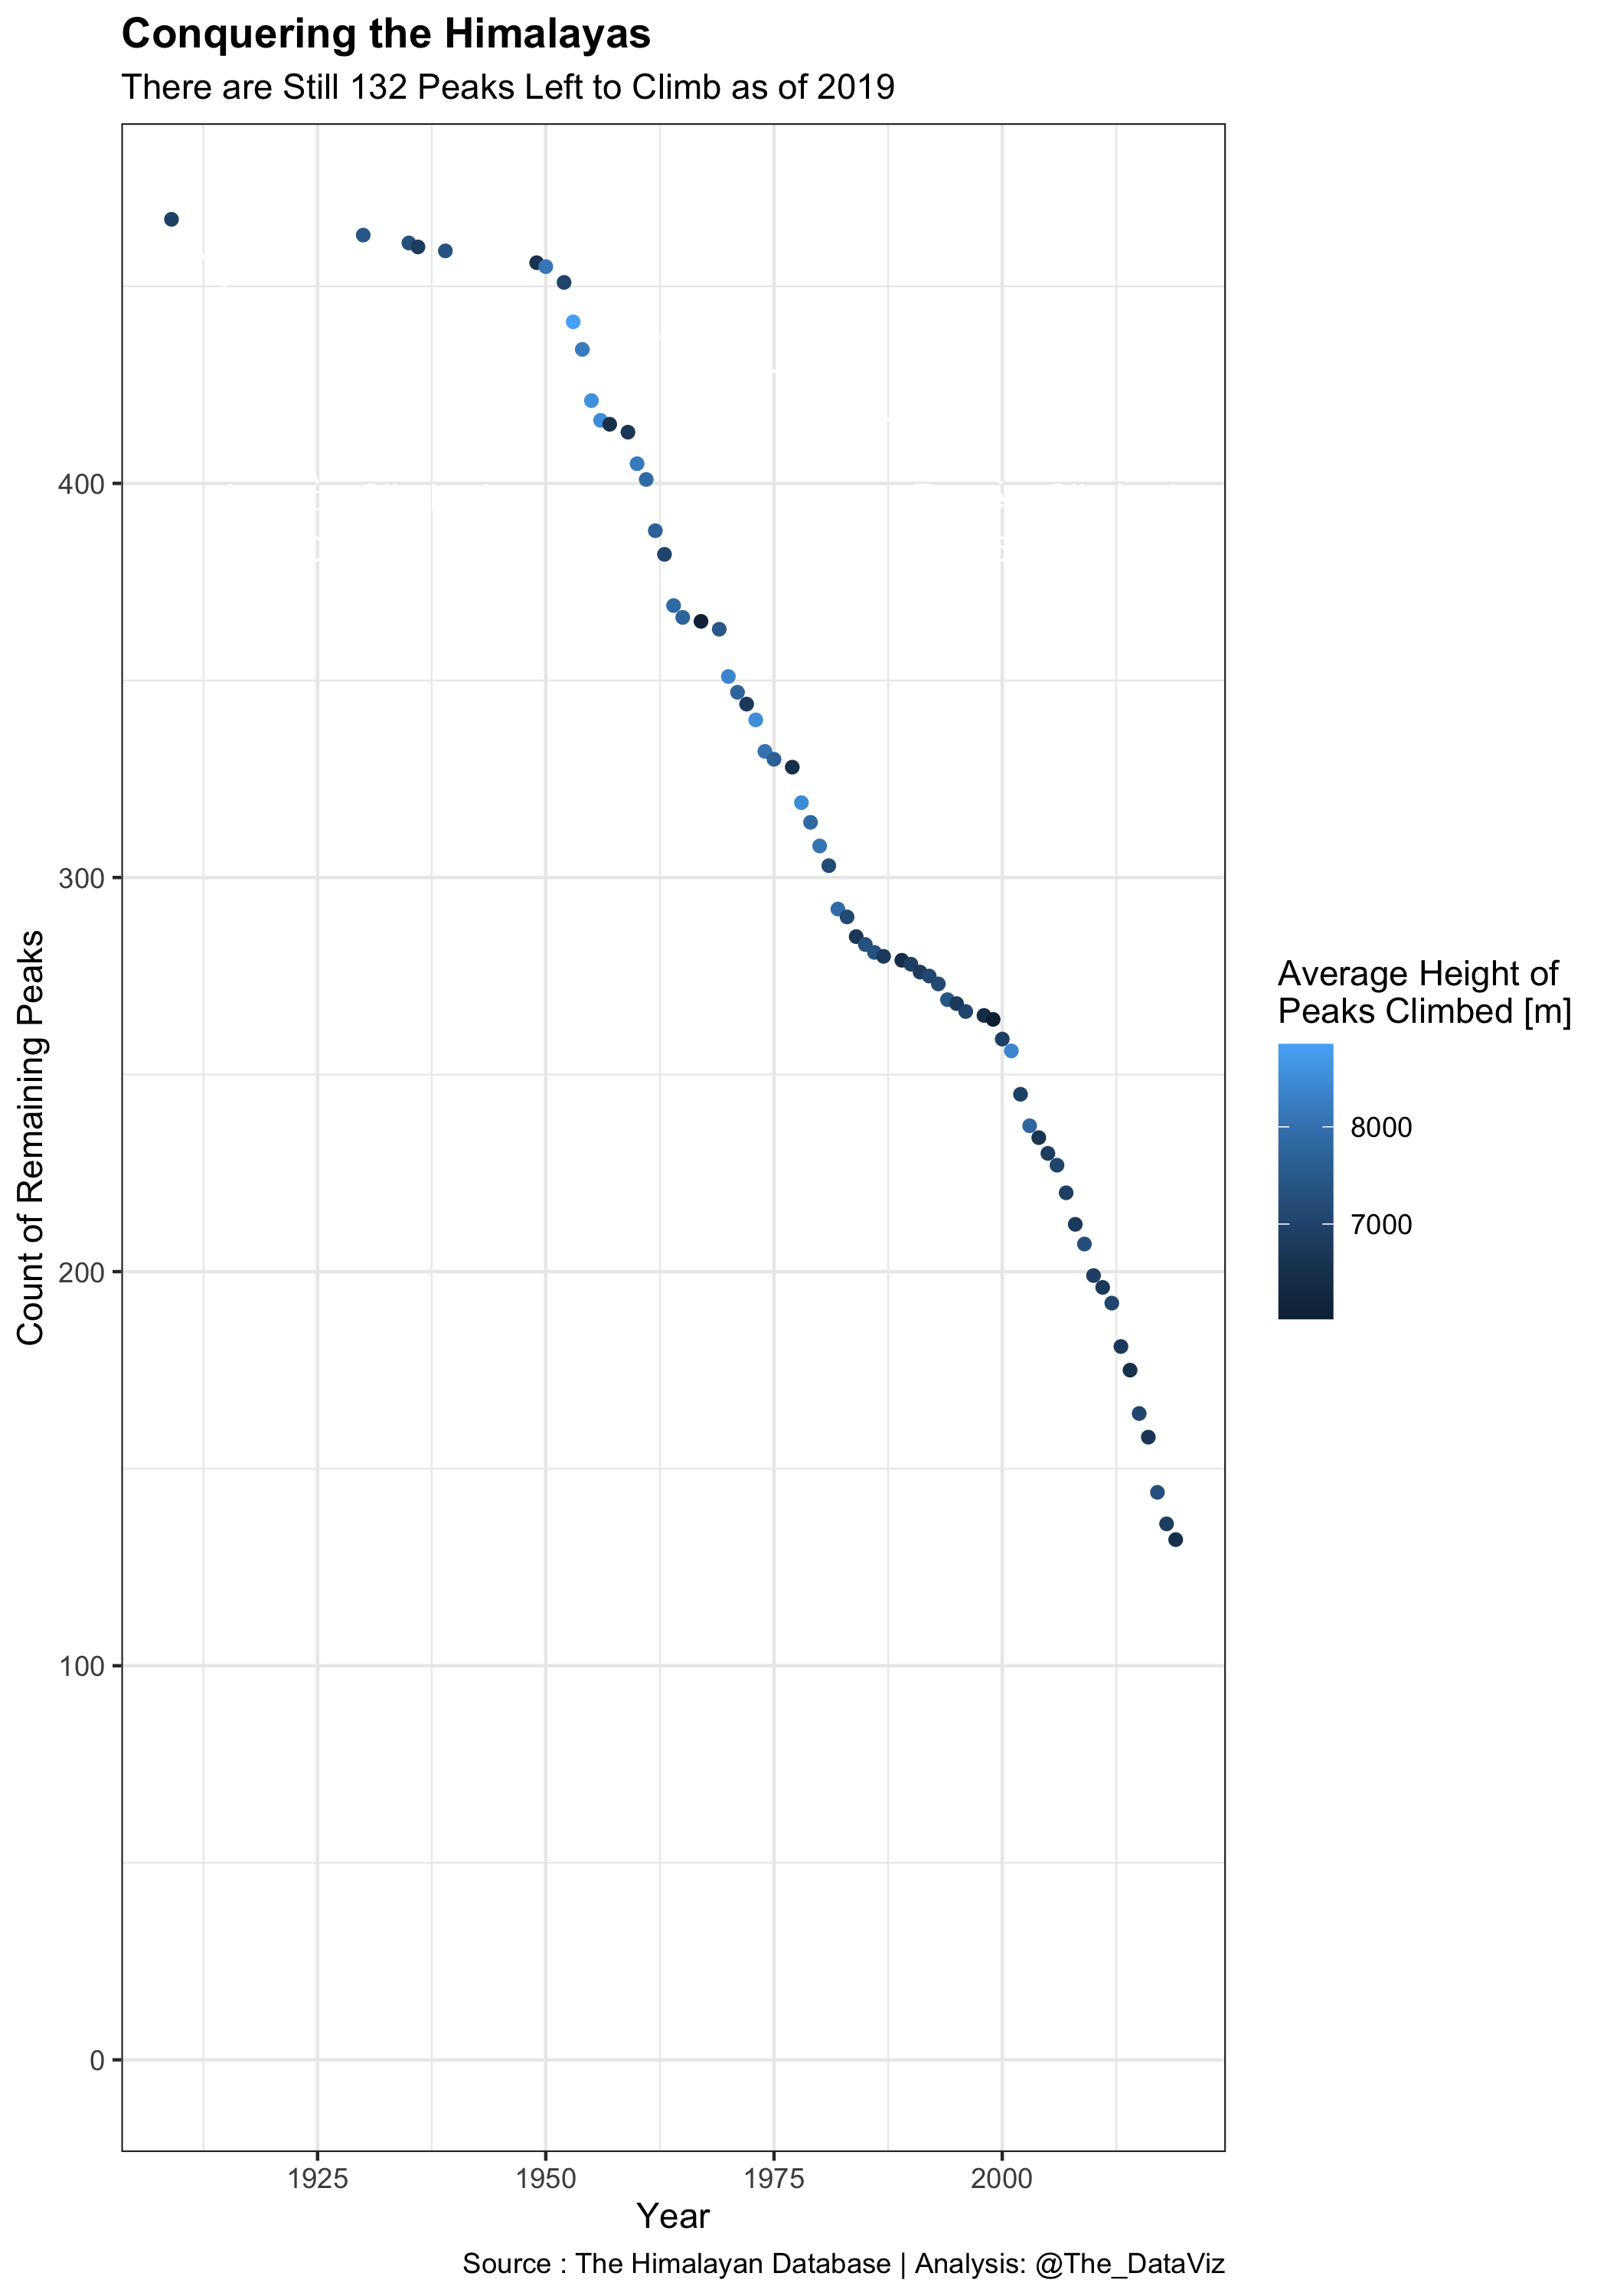 Conquering the Himalayas
There are Still 132 Peaks Left to Climb as of 2019
Count of Remaining Peaks
400
300
200
100
0
1925 1950 1975 2000
Year
Average Height of
Peaks Climbed [m]
8000
7000
Source : The Himalayan Database | Analysis: @The_DataViz